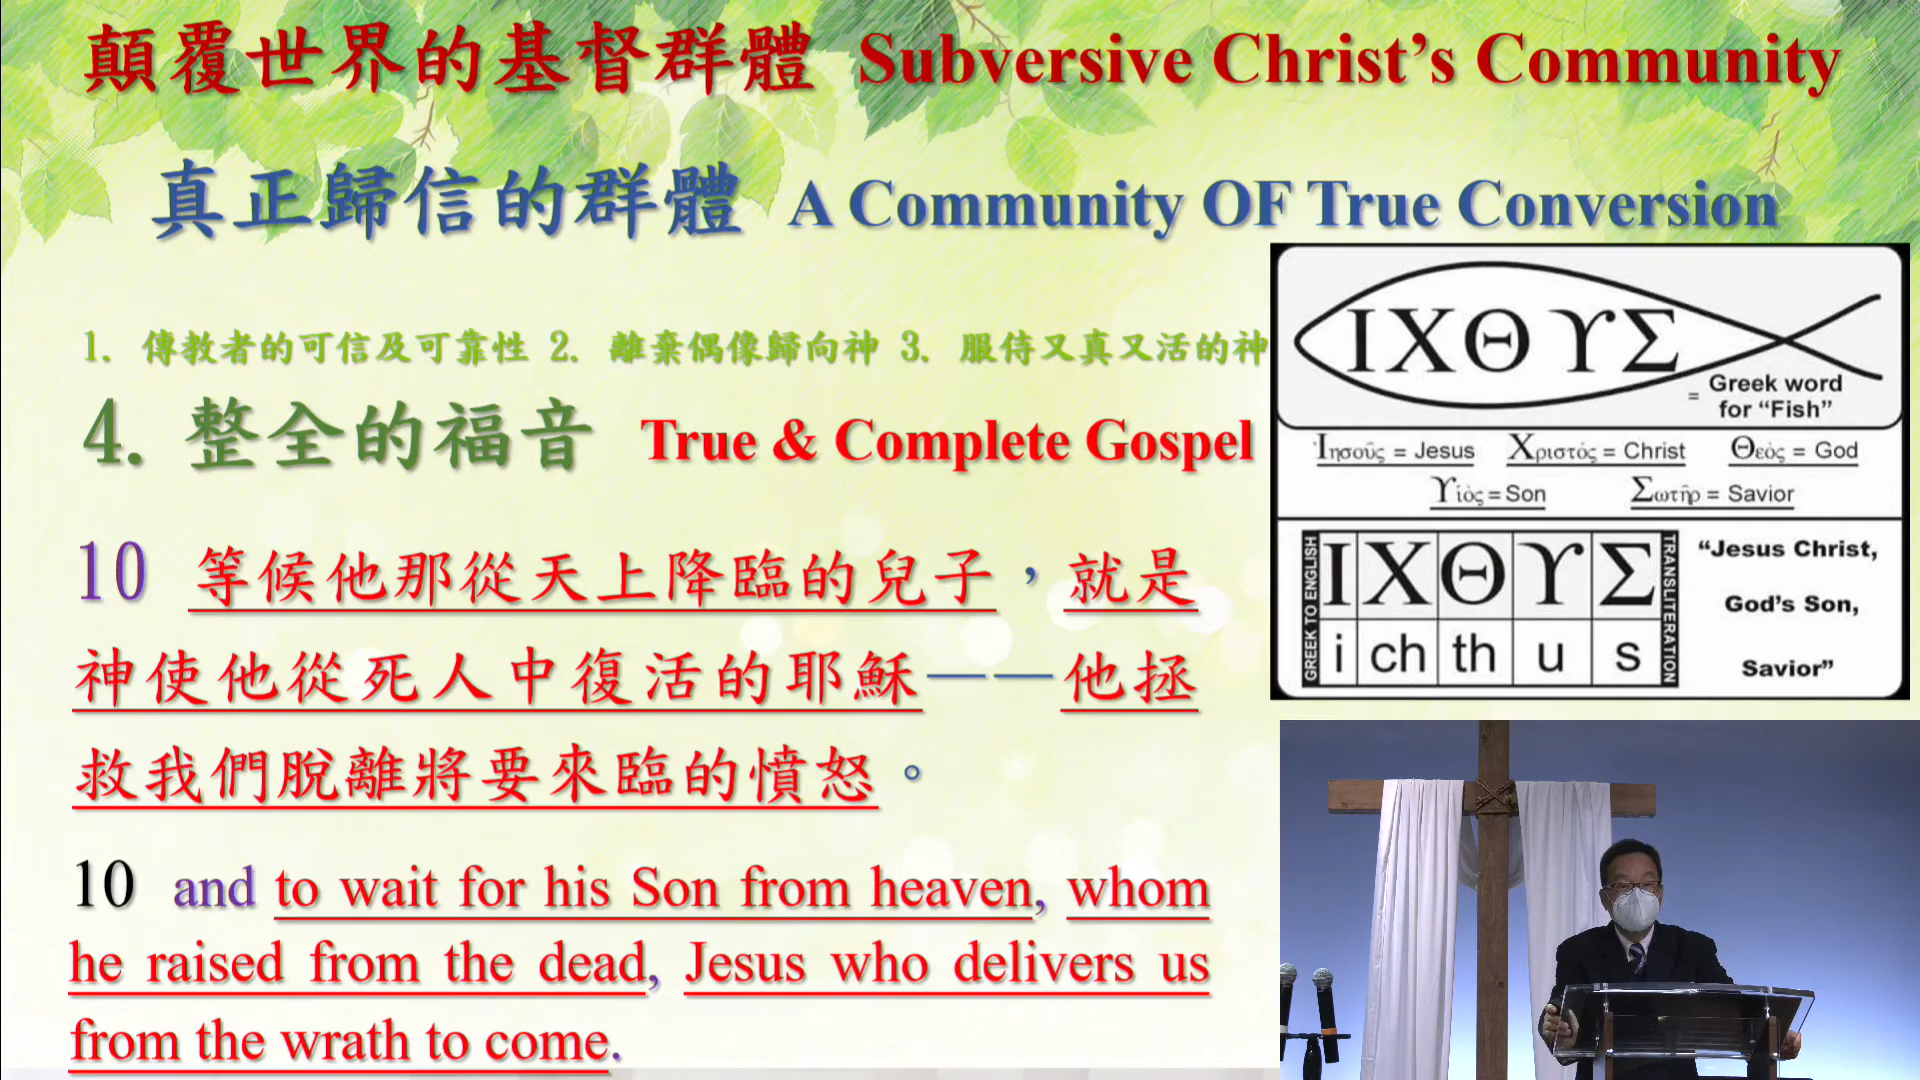 顛覆世界的基督群體 Subversive Christ’s Community
真正歸信的群體 A Community OF True Conversion
1. 傳教者的可信及可靠性 2. 離棄偶像歸向神 3. 服侍又真又活的神
4. 整全的福音 True & Complete Gospel
10 等候他那從天上降臨的兒子，就是
神使他從死人中復活的耶穌——他拯
救我們脫離將要來臨的憤怒。
10 and to wait for his Son from heaven, whom
he raised from the dead, Jesus who delivers us
from the wrath to come.
ΙΧΘΥΣ
= Greek word
for “Fish”
Ἰησοῦς = Jesus Χριστός = Christ Θεὸς = God
Υἱὸς = Son Σωτὴρ = Savior
GREEK TO ENGLISH
Ι Χ Θ Υ Σ
i ch th u s
TRANSLITERATION
“Jesus Christ,
God’s Son,
Savior”